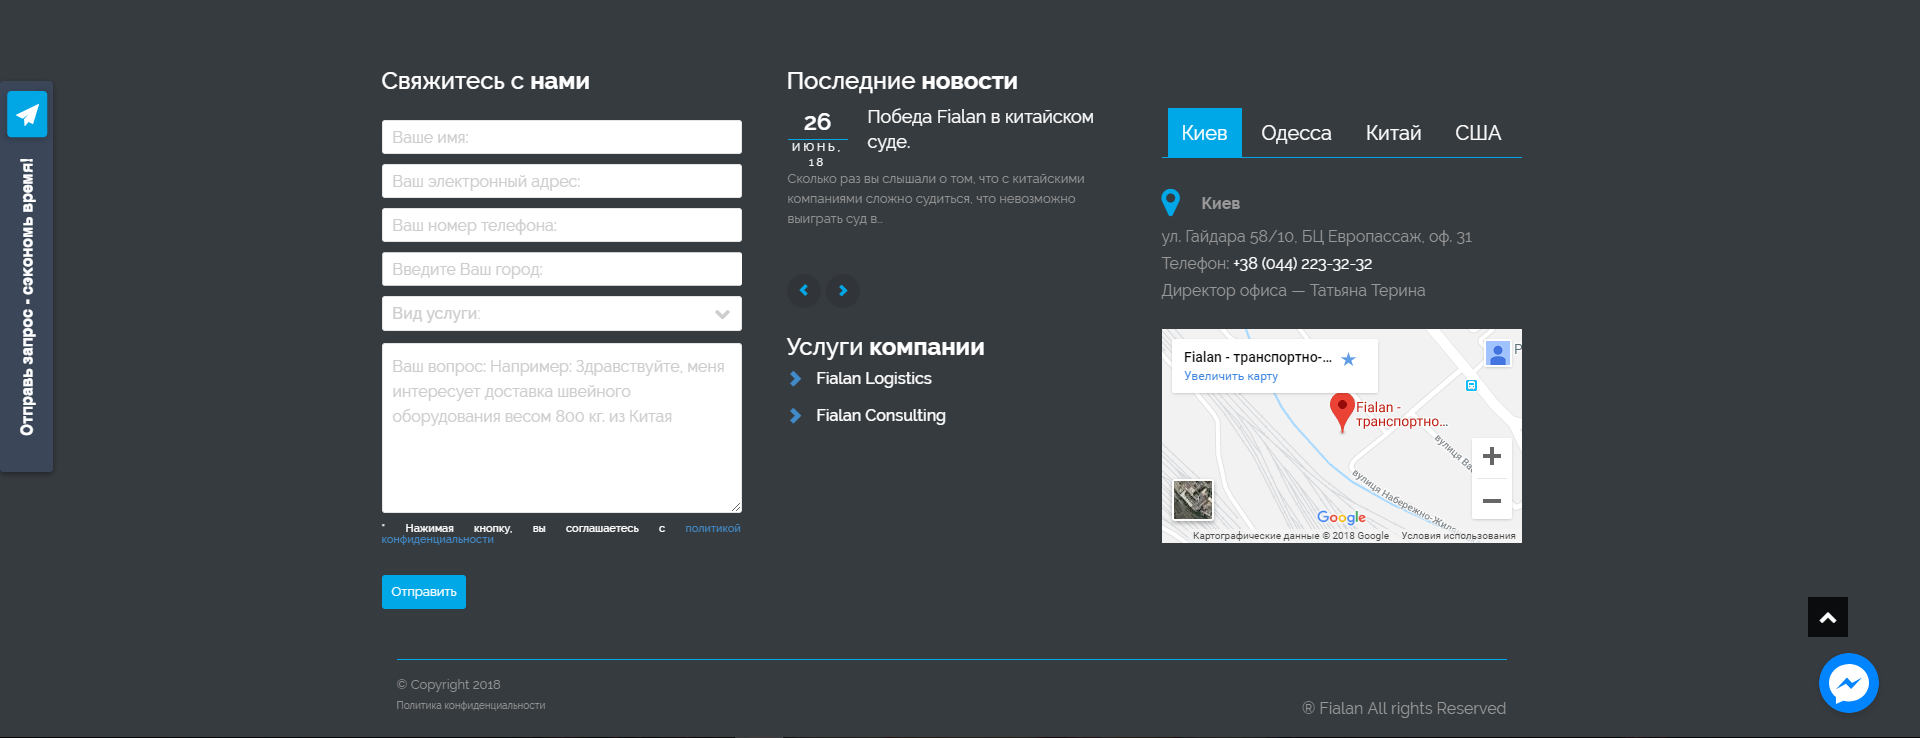 Отправь запрос - сэкономь время!
Свяжитесь с нами
Ваше имя:
Ваш электронный адрес:
Ваш номер телефона:
Введите Ваш город:
Вид услуги:
Ваш вопрос: Например: Здравствуйте, меня
интересует доставка швейного
оборудования весом 800 кг. из Китая
* Нажимая кнопку, вы соглашаетесь с политикой
конфиденциальности
Отправить
Последние новости
26
ИЮНЬ,
18
Победа Fialan в китайском
суде.
Сколько раз вы слышали о том, что с китайскими
компаниями сложно судиться, что невозможно
выиграть суд в...
Услуги компании
Fialan Logistics
Fialan Consulting
Киев Одесса Китай США
Киев
ул. Гайдара 58/10, БЦ Европассаж, оф. 31
Телефон: +38 (044) 223-32-32
Директор офиса — Татьяна Терина
Fialan - транспортно-...
Увеличить карту
Р
Fialan -
транспортно...
вулиця Ва
вулиця Набережно-Жил
Google
Картографические данные © 2018 Google Условия использования
© Copyright 2018
Политика конфиденциальности
® Fialan All rights Reserved